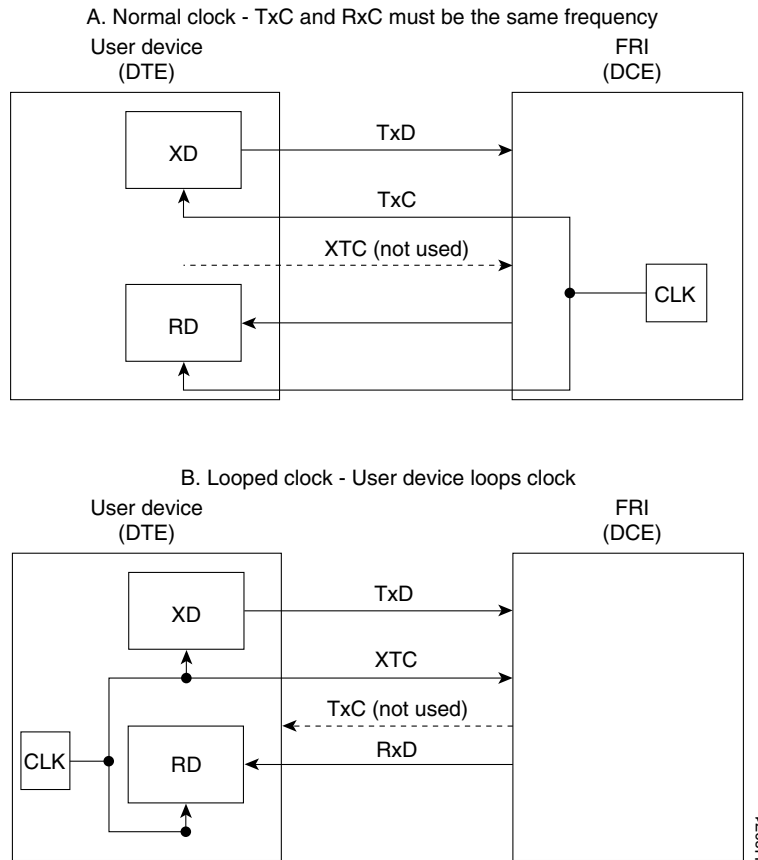 A. Normal clock - TxC and RxC must be the same frequency
User device
(DTE)
FRI
(DCE)
XD
TxD
TxC
XTC (not used)
CLK
RD
B. Looped clock - User device loops clock
User device
(DTE)
FRI
(DCE)
XD
TxD
XTC
TxC (not used)
RxD
CLK
RD